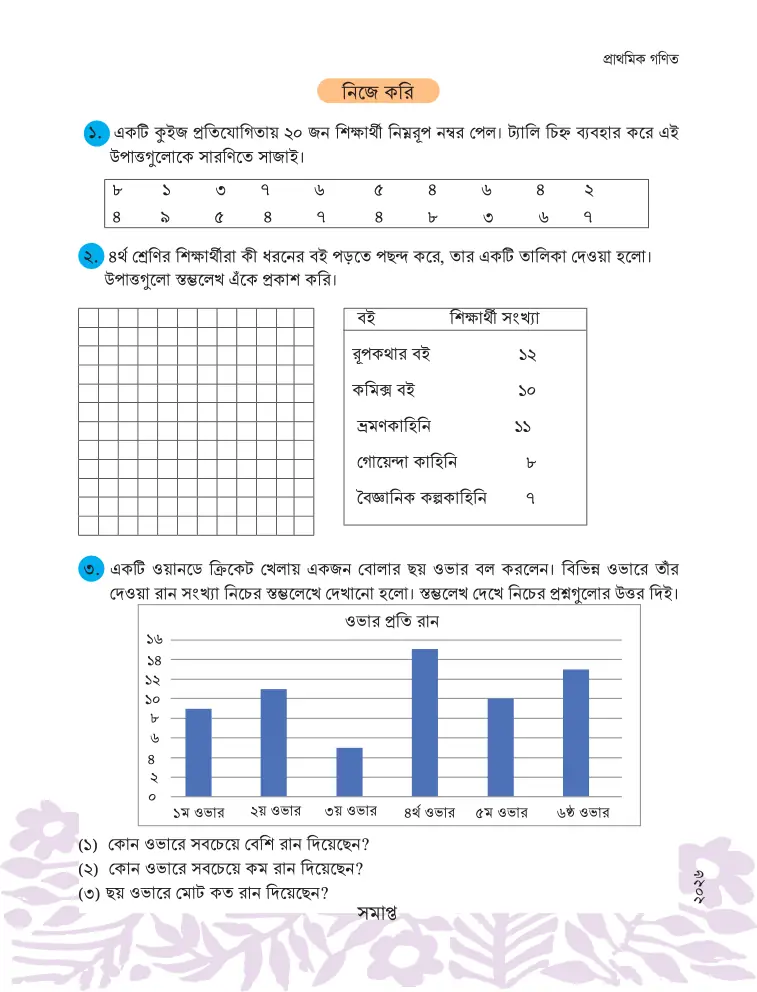 প্রাথমিক গণিত
নিজে করি
১. একটি কুইজ প্রতিযোগিতায় ২০ জন শিক্ষার্থী নিম্নরূপ নম্বর পেল। ট্যালি চিহ্ন ব্যবহার করে এই
উপাত্তগুলোকে সারণিতে সাজাই।
৮ ১ ৩ ৭ ৬ ৫ ৪ ৬ ৪ ২
৪ ৯ ৫ ৪ ৭ ৪ ৮ ৩ ৬ ৭
২. ৪র্থ শ্রেণির শিক্ষার্থীরা কী ধরনের বই পড়তে পছন্দ করে, তার একটি তালিকা দেওয়া হলো।
উপাত্তগুলো স্তম্ভলেখ এঁকে প্রকাশ করি।
বই শিক্ষার্থী সংখ্যা
রূপকথার বই ১২
কমিক্স বই ১০
ভ্রমণকাহিনি ১১
গোয়েন্দা কাহিনি ৮
বৈজ্ঞানিক কল্পকাহিনি ৭
৩. একটি ওয়ানডে ক্রিকেট খেলায় একজন বোলার ছয় ওভার বল করলেন। বিভিন্ন ওভারে তাঁর
দেওয়া রান সংখ্যা নিচের স্তম্ভলেখে দেখানো হলো। স্তম্ভলেখ দেখে নিচের প্রশ্নগুলোর উত্তর দিই।
ওভার প্রতি রান
১৬
১৪
১২
১০
৮
৬
৪
২
০
১ম ওভার ২য় ওভার ৩য় ওভার ৪র্থ ওভার ৫ম ওভার ৬ষ্ঠ ওভার
(১) কোন ওভারে সবচেয়ে বেশি রান দিয়েছেন?
(২) কোন ওভারে সবচেয়ে কম রান দিয়েছেন?
(৩) ছয় ওভারে মোট কত রান দিয়েছেন?
সমাপ্ত
২০২৬